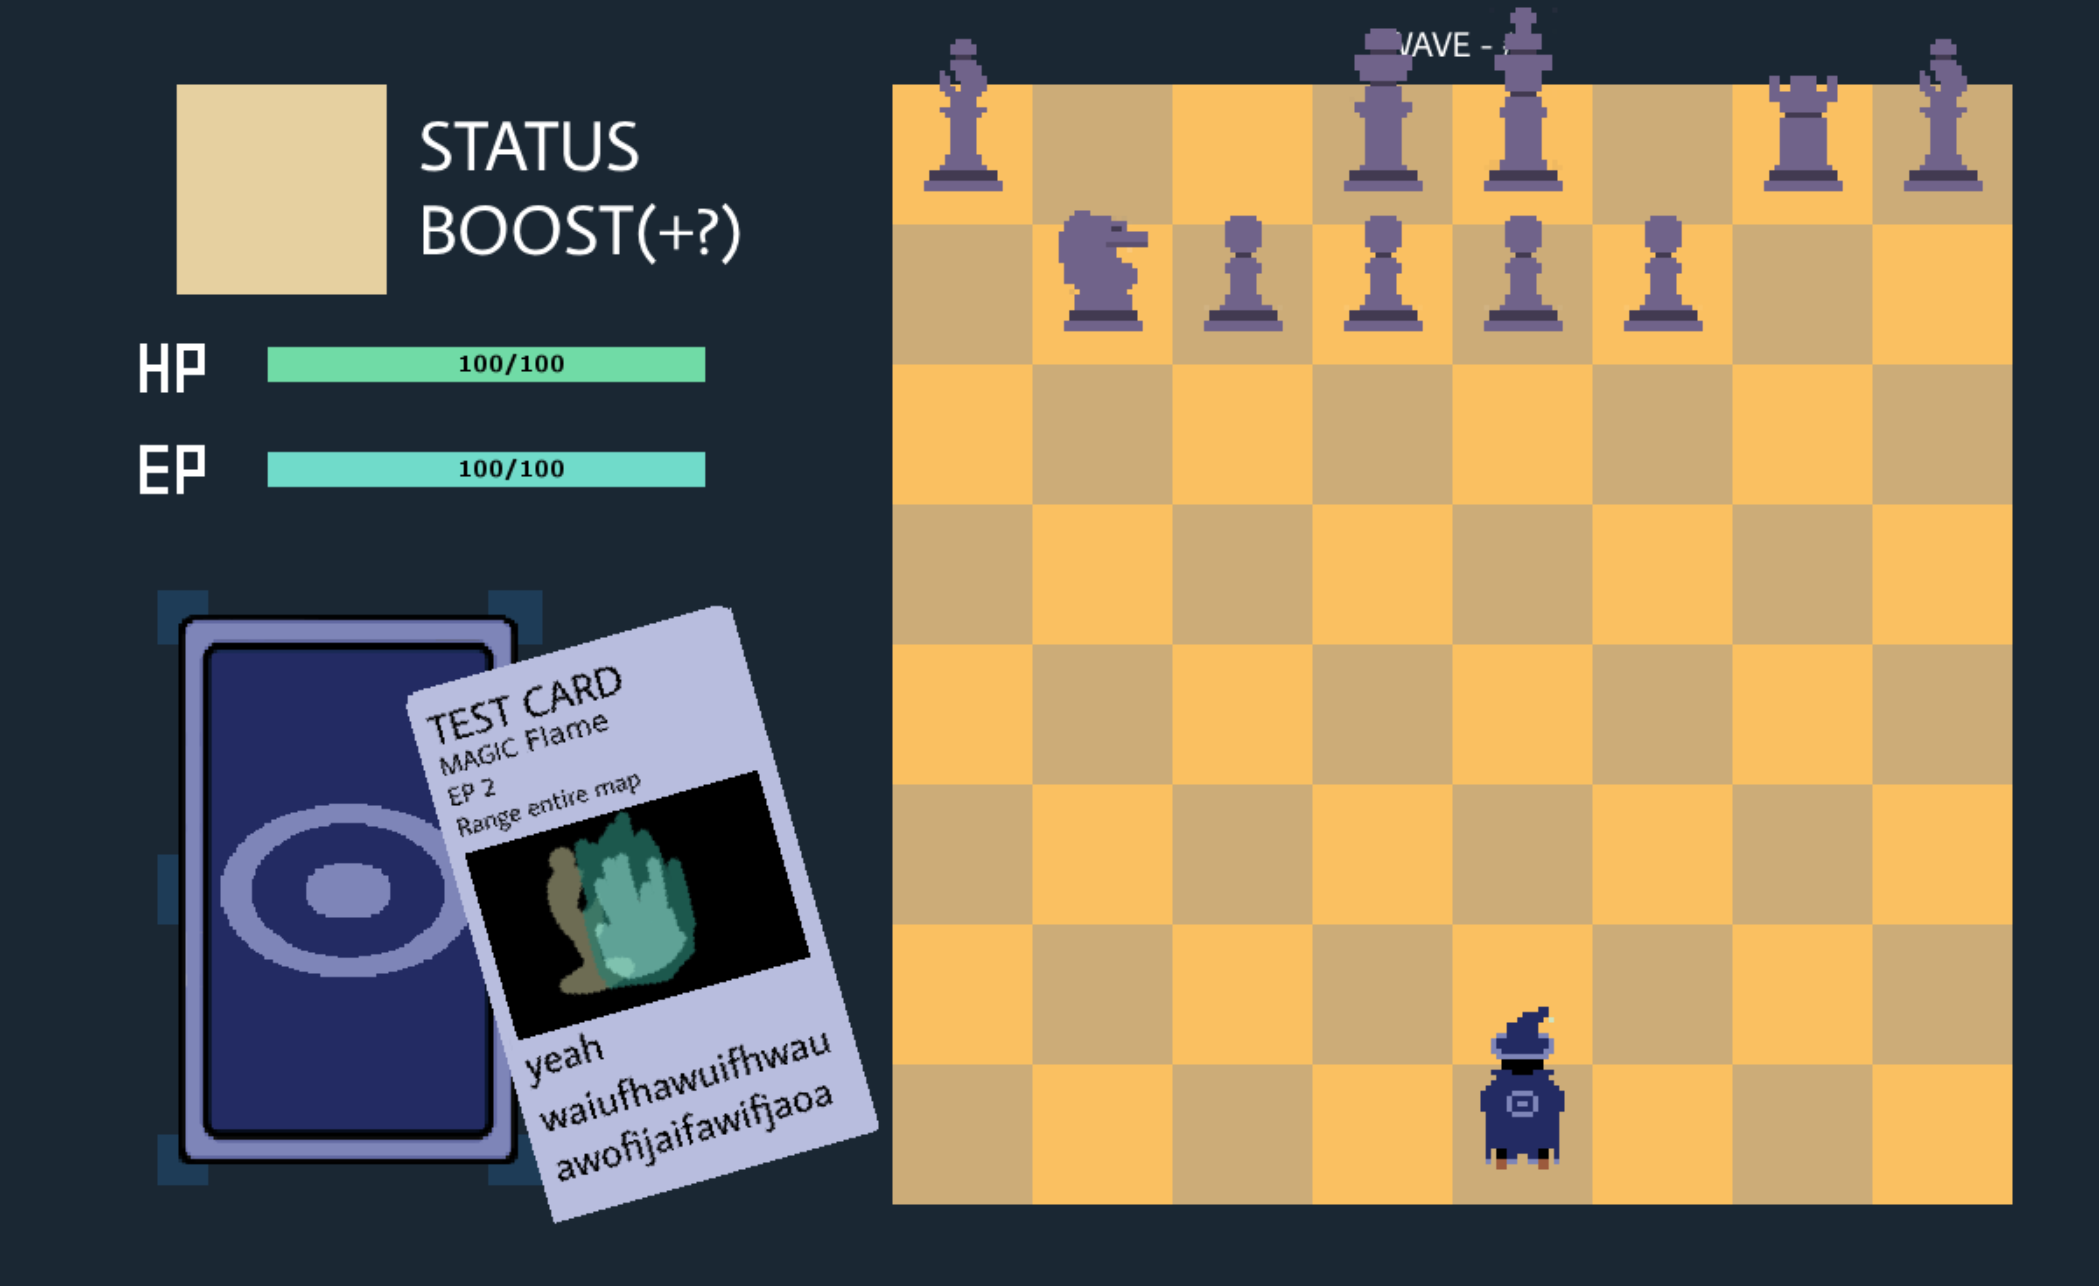 WAVE -
STATUS
BOOST(+?)
HP
100/100
EP
100/100
TEST CARD
MAGIC Flame
EP 2
Range entire map
yeah
waiufhawuifhwau
awofijaifawifjaoa